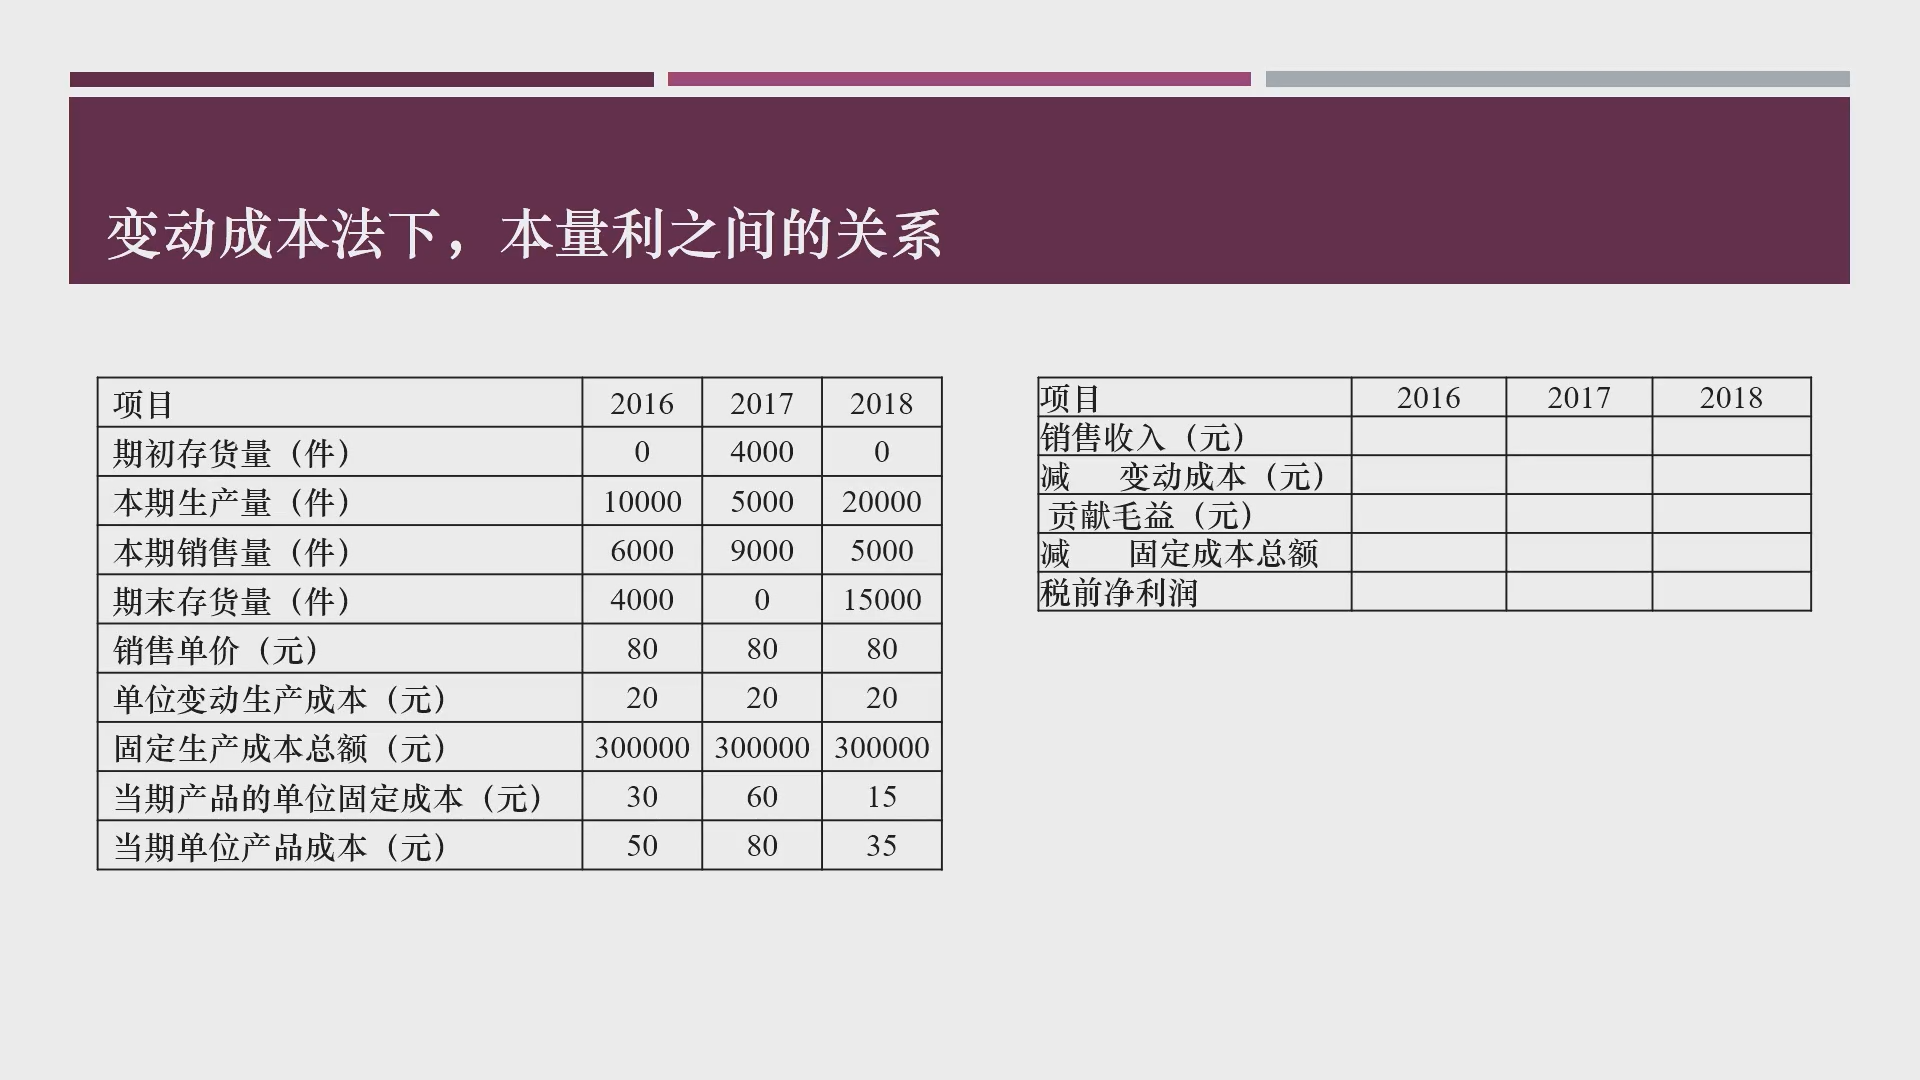 变动成本法下，本量利之间的关系
项目 2016 2017 2018
期初存货量（件） 0 4000 0
本期生产量（件） 10000 5000 20000
本期销售量（件） 6000 9000 5000
期末存货量（件） 4000 0 15000
销售单价（元） 80 80 80
单位变动生产成本（元） 20 20 20
固定生产成本总额（元） 300000 300000 300000
当期产品的单位固定成本（元） 30 60 15
当期单位产品成本（元） 50 80 35
项目 2016 2017 2018
销售收入（元）
减 变动成本（元）
贡献毛益（元）
减 固定成本总额
税前净利润